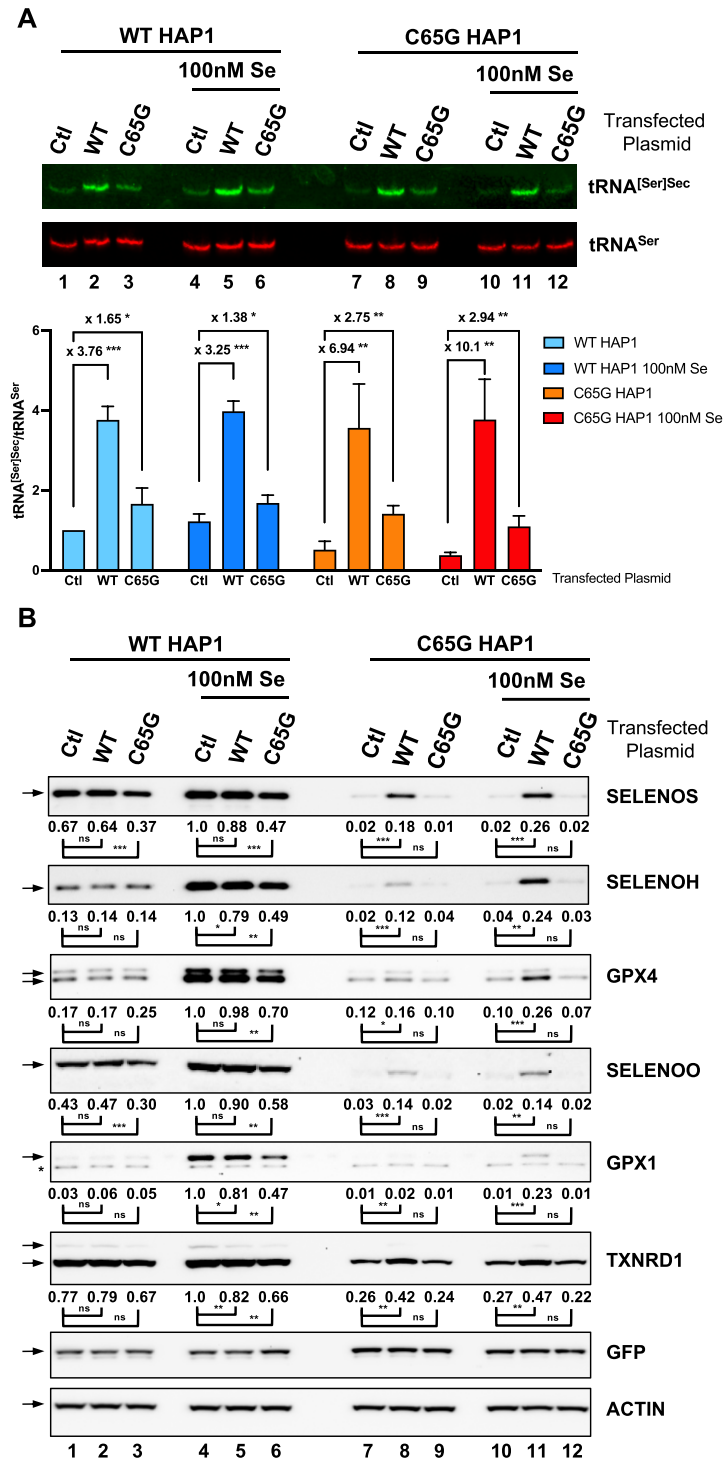 A
WT HAP1
C65G HAP1
100nM Se
100nM Se
Ctl WT C65G Ctl WT C65G Ctl WT C65G Ctl WT C65G
Transfected Plasmid
tRNA[Ser]Sec
tRNASer
1 2 3 4 5 6 7 8 9 10 11 12
x 1.65 * x 1.38 * x 2.75 ** x 2.94 **
x 3.76 *** x 3.25 *** x 6.94 ** x 10.1 **
6
4
2
0
tRNA[Ser]Sec/tRNASer
WT HAP1
WT HAP1 100nM Se
C65G HAP1
C65G HAP1 100nM Se
Ctl WT C65G Ctl WT C65G Ctl WT C65G Ctl WT C65G
Transfected Plasmid
B
WT HAP1
C65G HAP1
100nM Se
100nM Se
Ctl WT C65G Ctl WT C65G Ctl WT C65G Ctl WT C65G
Transfected Plasmid
SELENOS
0.67 0.64 0.37 1.0 0.88 0.47 0.02 0.18 0.01 0.02 0.26 0.02
ns *** ns *** *** ns *** ns
SELENOH
0.13 0.14 0.14 1.0 0.79 0.49 0.02 0.12 0.04 0.04 0.24 0.03
ns ns * ** *** ns ** ns
GPX4
0.17 0.17 0.25 1.0 0.98 0.70 0.12 0.16 0.10 0.10 0.26 0.07
ns ns ns ** * ns *** ns
SELENOO
0.43 0.47 0.30 1.0 0.90 0.58 0.03 0.14 0.02 0.02 0.14 0.02
ns *** ns ** *** ns ** ns
GPX1
*
0.03 0.06 0.05 1.0 0.81 0.47 0.01 0.02 0.01 0.01 0.23 0.01
ns ns * ** ** ns *** ns
TXNRD1
0.77 0.79 0.67 1.0 0.82 0.66 0.26 0.42 0.24 0.27 0.47 0.22
ns ns ** ** ** ns ** ns
GFP
ACTIN
1 2 3 4 5 6 7 8 9 10 11 12